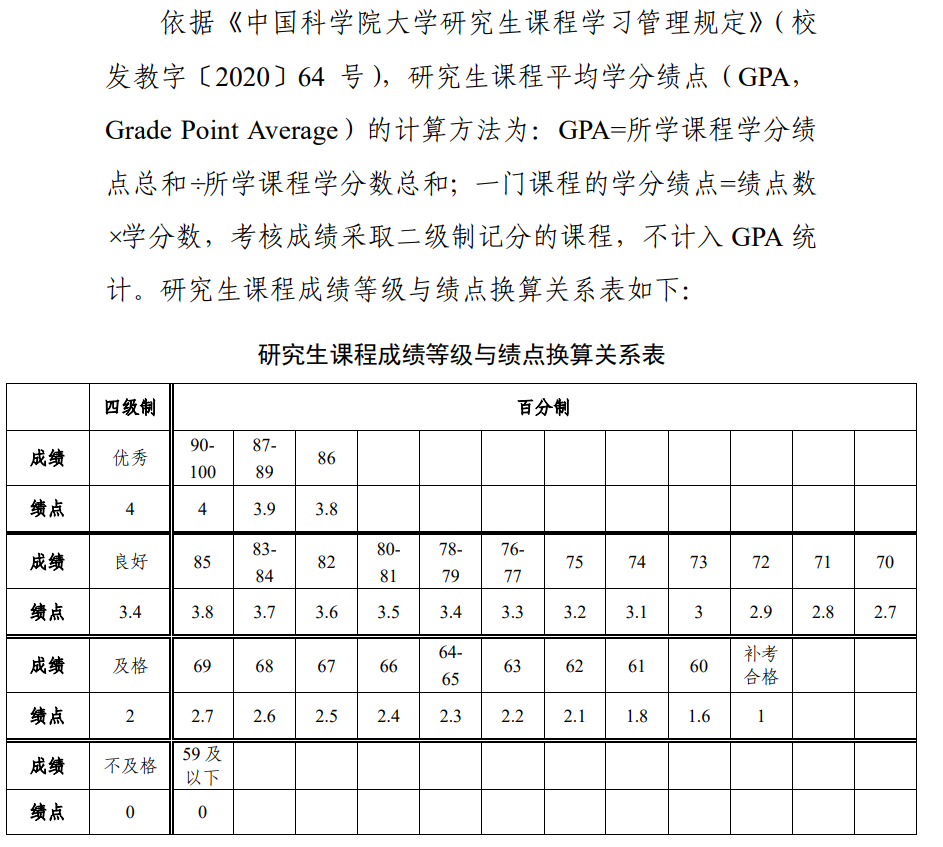 依据《中国科学院大学研究生课程学习管理规定》（校
发教字〔2020〕64 号），研究生课程平均学分绩点（GPA，
Grade Point Average）的计算方法为：GPA=所学课程学分绩
点总和÷所学课程学分数总和；一门课程的学分绩点=绩点数
×学分数，考核成绩采取二级制记分的课程，不计入 GPA 统
计。研究生课程成绩等级与绩点换算关系表如下：
研究生课程成绩等级与绩点换算关系表
四级制 百分制
成绩 优秀 90-100 87-89 86
绩点 4 4 3.9 3.8
成绩 良好 85 83-84 82 80-81 78-79 76-77 75 74 73 72 71 70
绩点 3.4 3.8 3.7 3.6 3.5 3.4 3.3 3.2 3.1 3 2.9 2.8 2.7
成绩 及格 69 68 67 66 64-65 63 62 61 60 补考合格
绩点 2 2.7 2.6 2.5 2.4 2.3 2.2 2.1 1.8 1.6 1
成绩 不及格 59 及以下
绩点 0 0